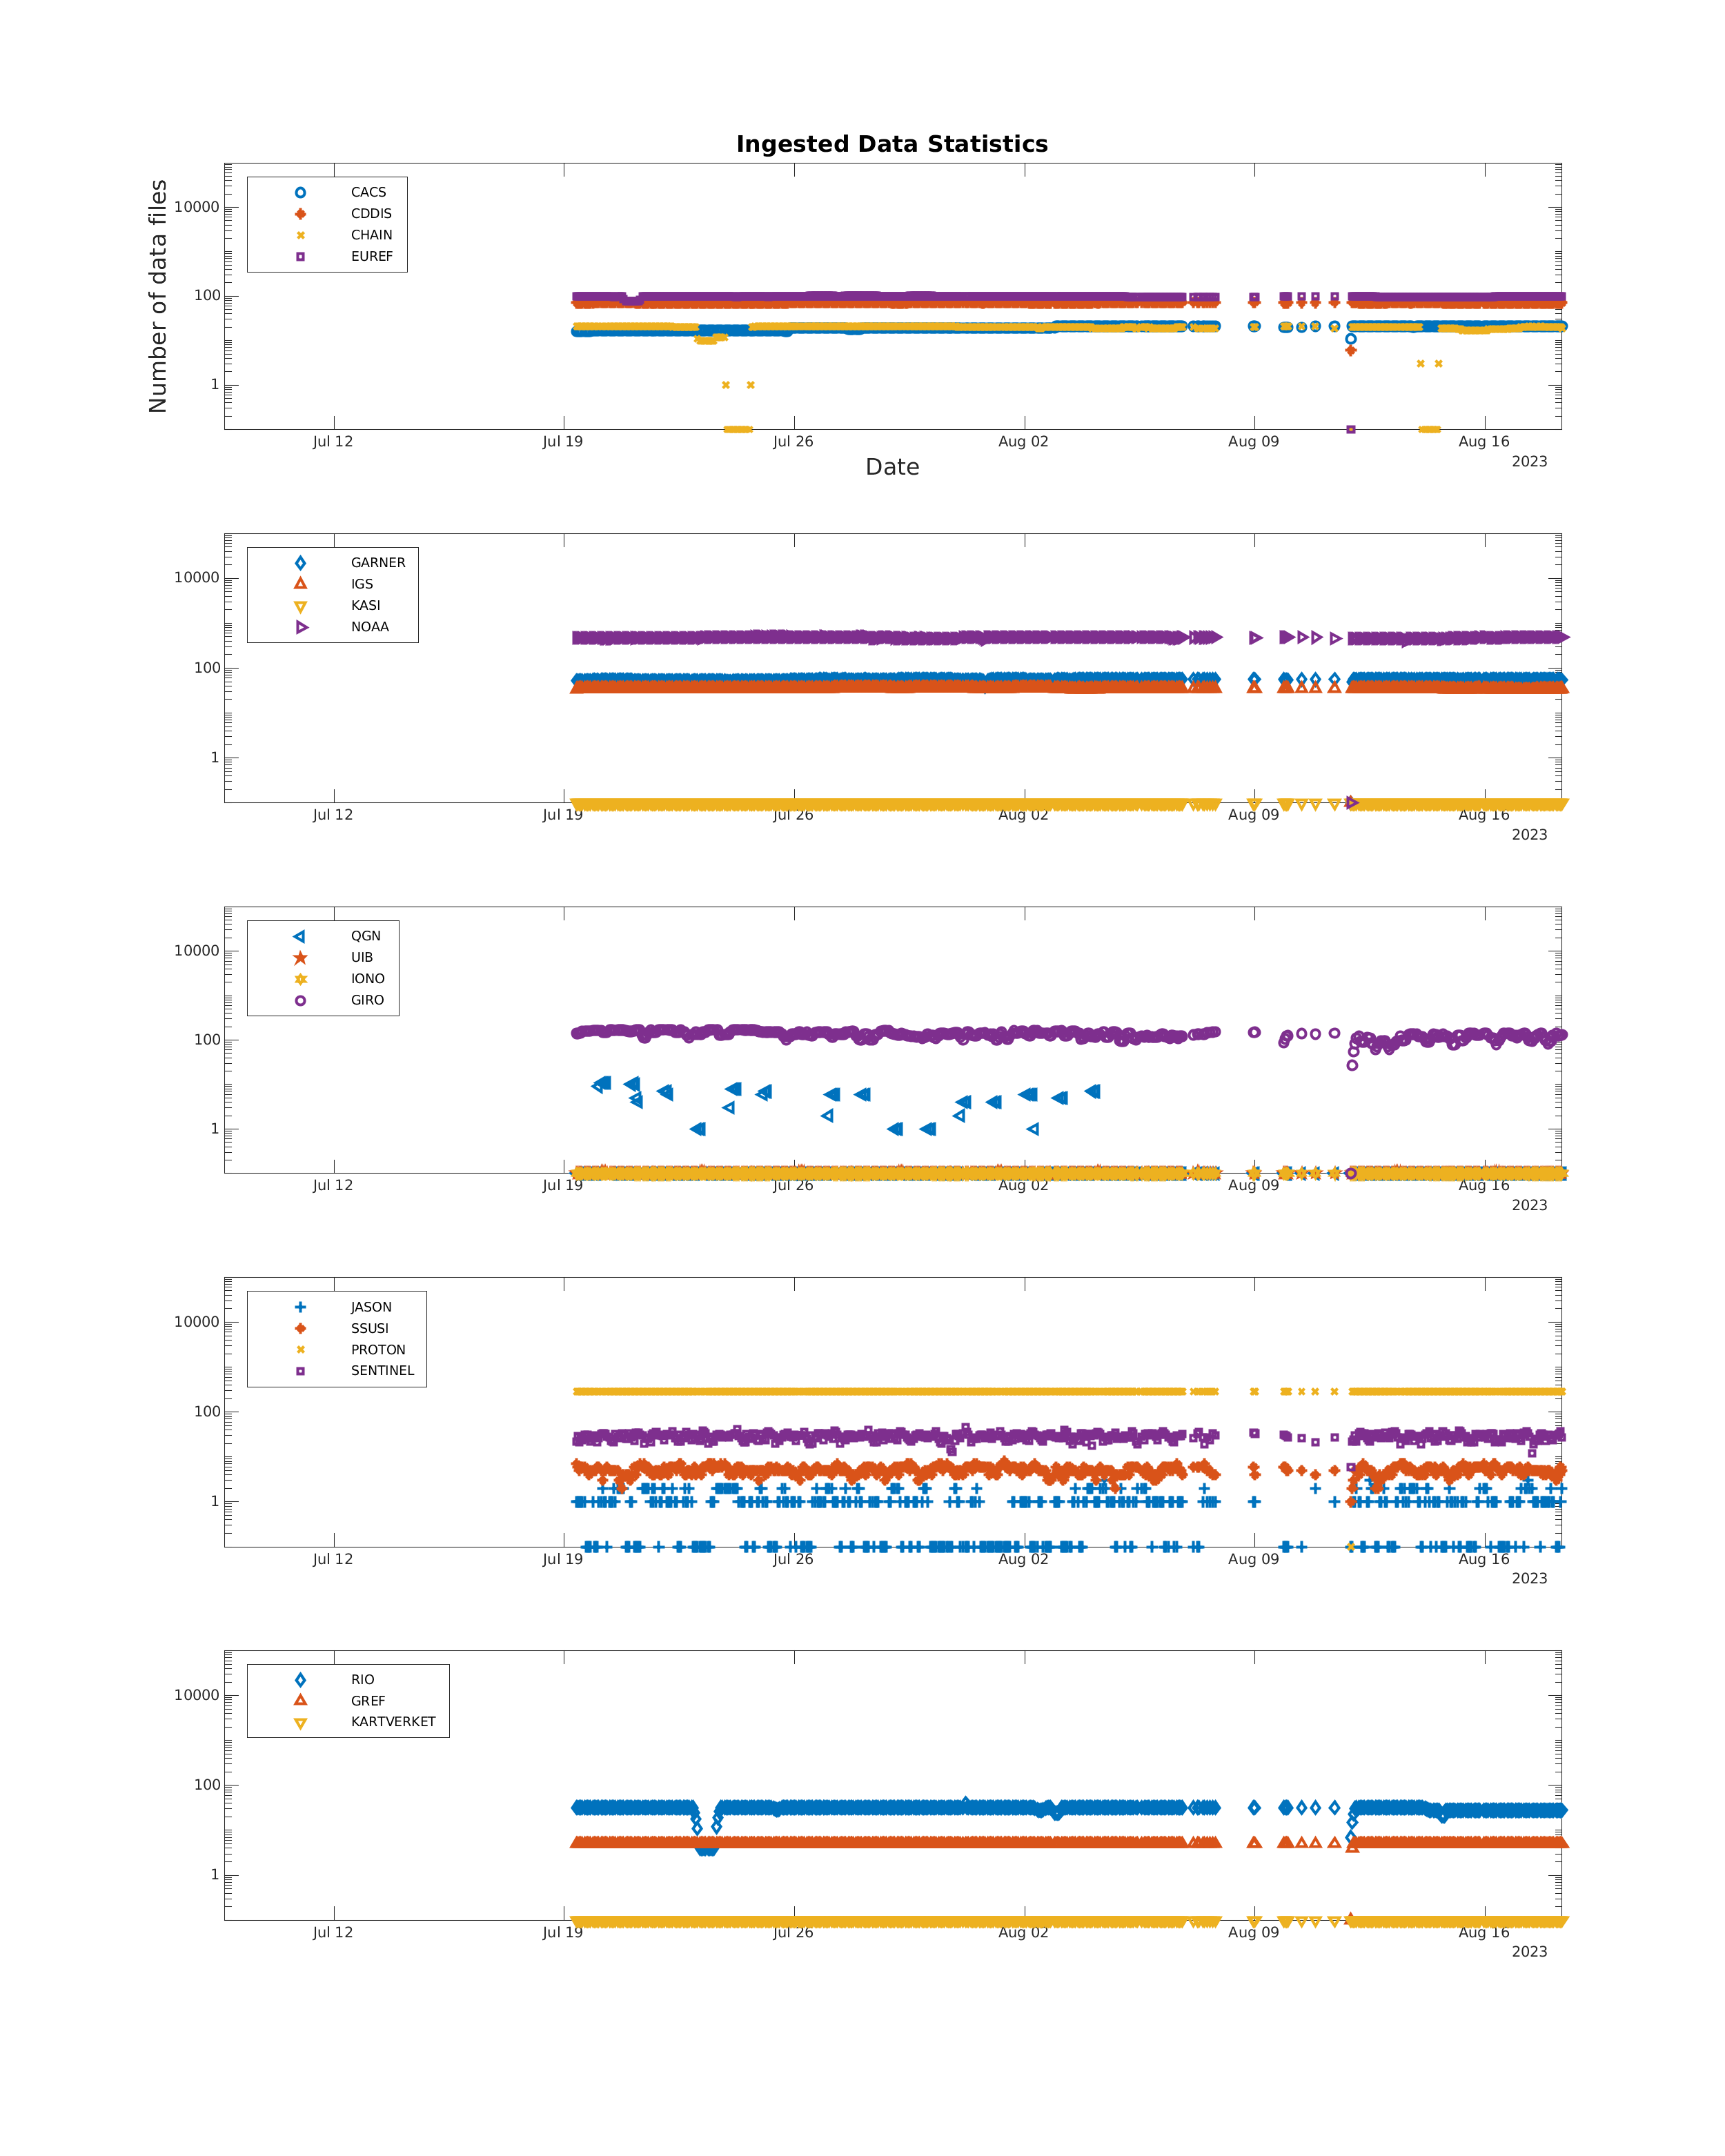 Ingested Data Statistics
Number of data files
CACS
CDDIS
CHAIN
EUREF
10000
100
1
Jul 12 Jul 19 Jul 26 Aug 02 Aug 09 Aug 16
2023
Date
GARNER
IGS
KASI
NOAA
10000
100
1
Jul 12 Jul 19 Jul 26 Aug 02 Aug 09 Aug 16
2023
QGN
UIB
IONO
GIRO
10000
100
1
Jul 12 Jul 19 Jul 26 Aug 02 Aug 09 Aug 16
2023
JASON
SSUSI
PROTON
SENTINEL
10000
100
1
Jul 12 Jul 19 Jul 26 Aug 02 Aug 09 Aug 16
2023
RIO
GREF
KARTVERKET
10000
100
1
Jul 12 Jul 19 Jul 26 Aug 02 Aug 09 Aug 16
2023